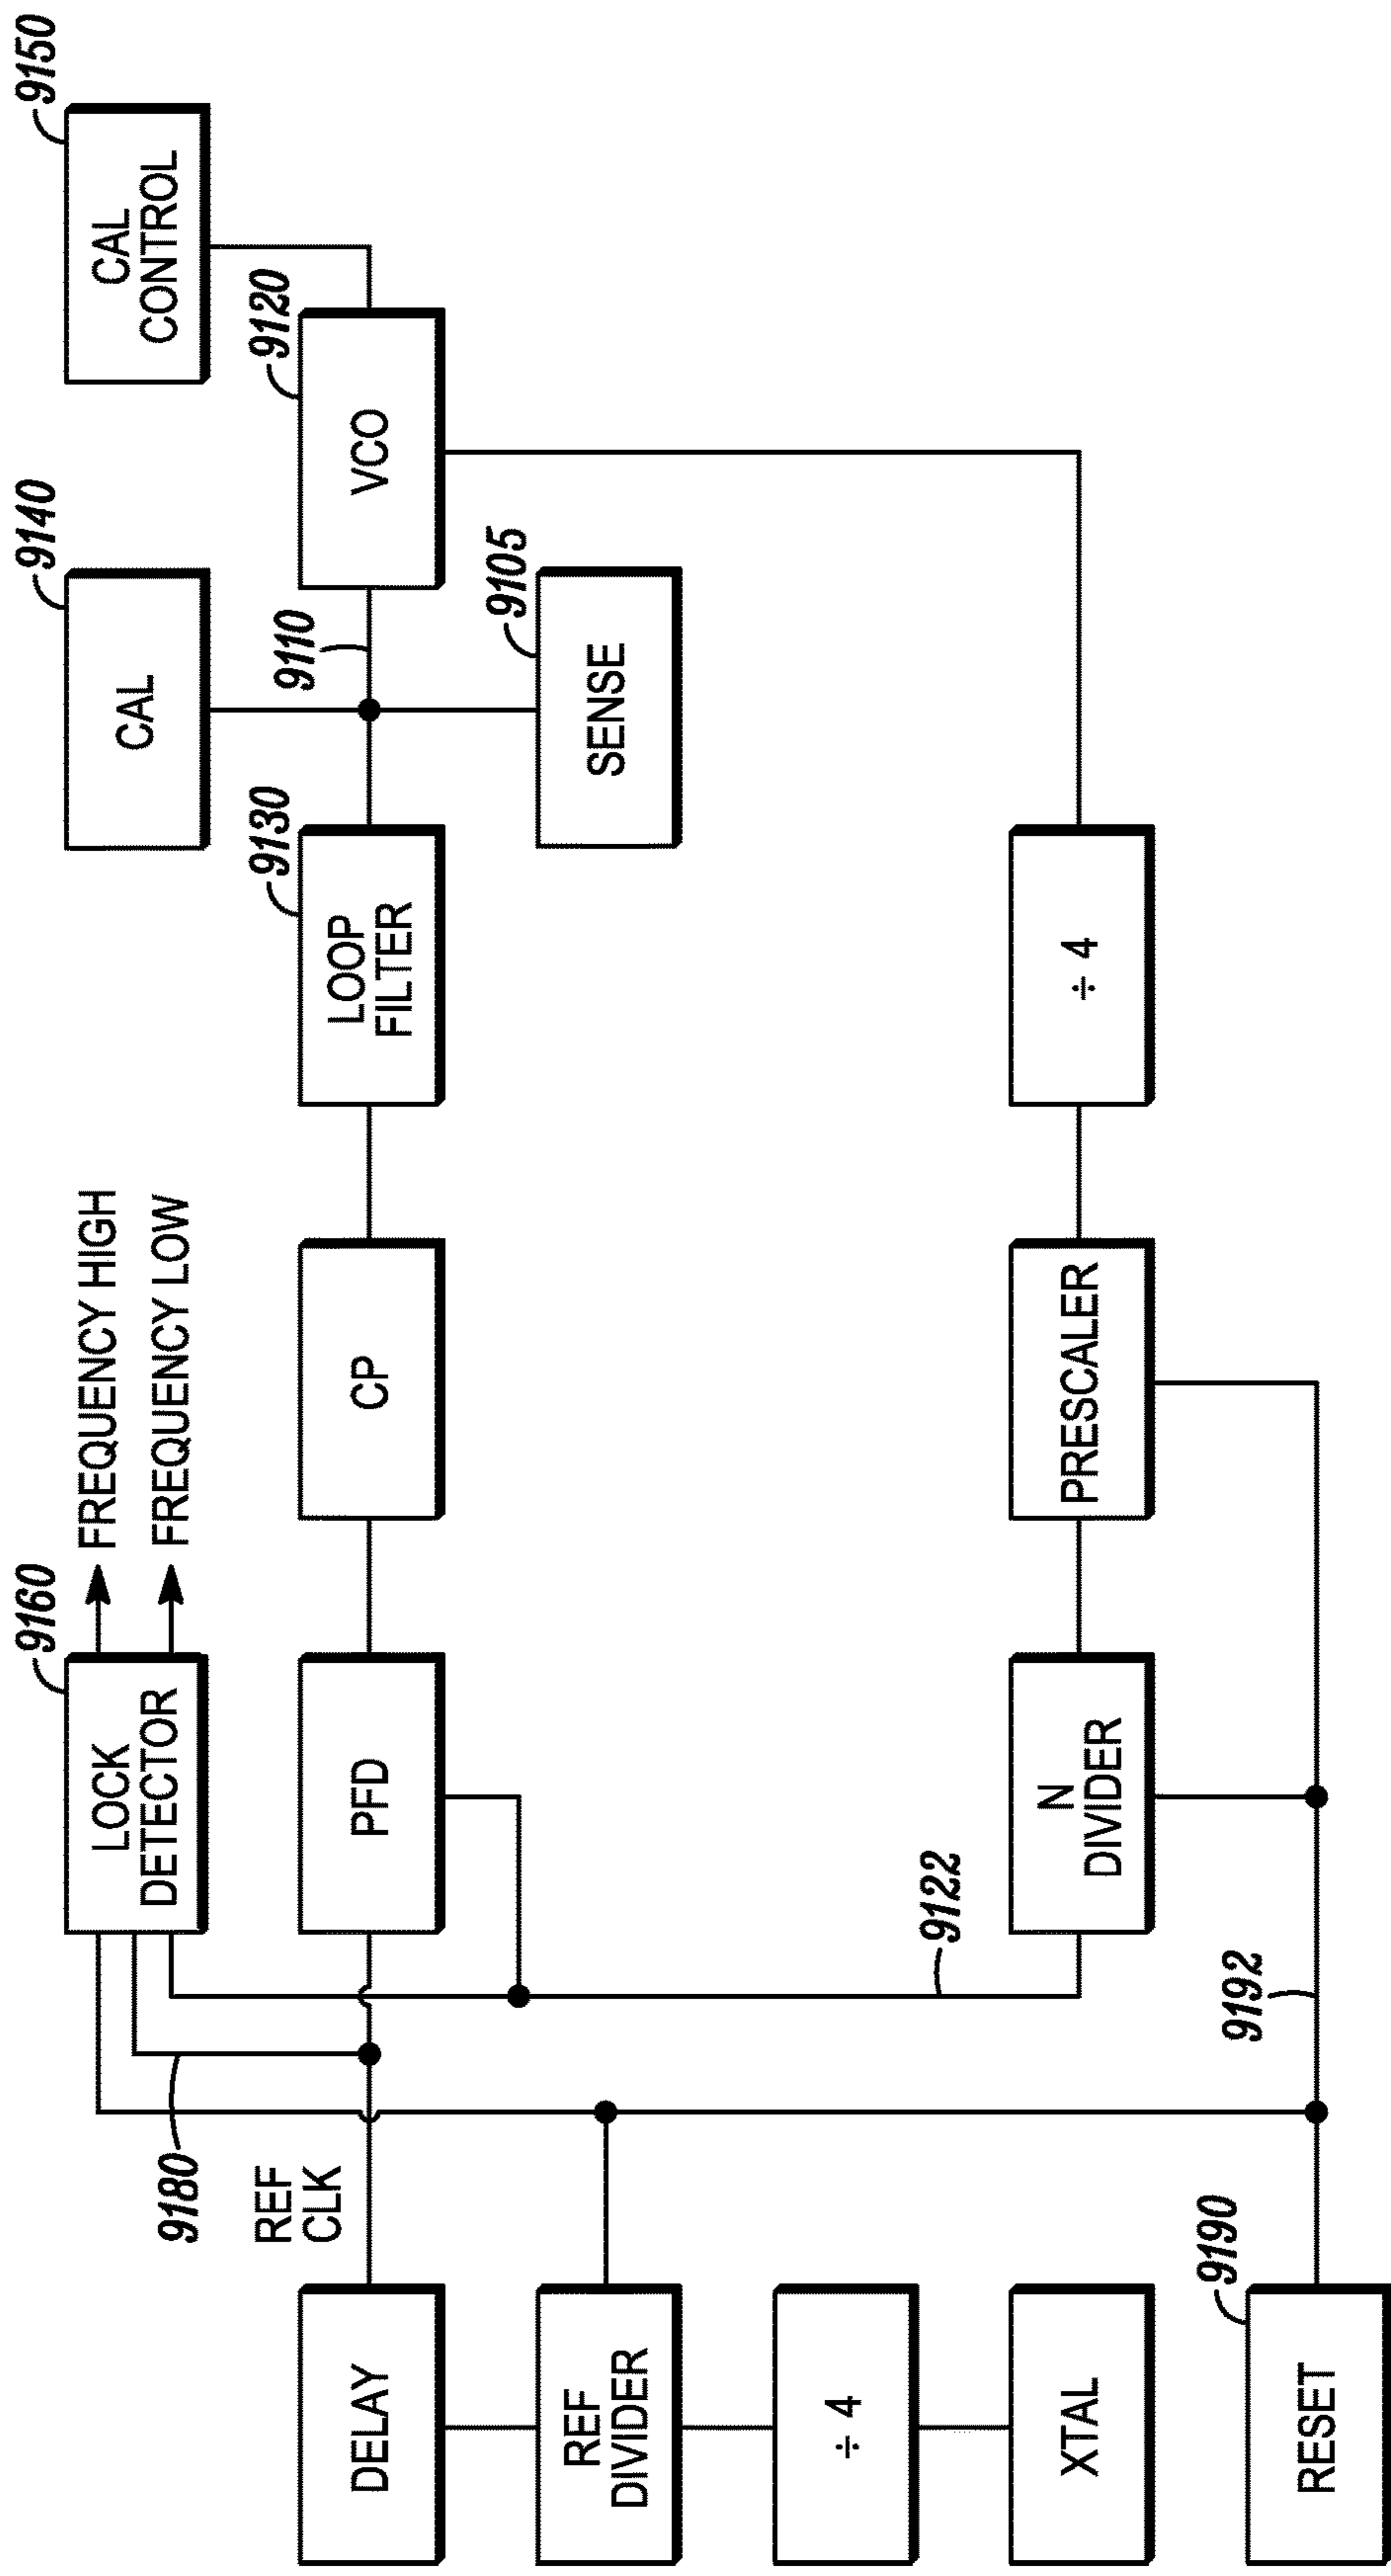 9150
CAL
CONTROL
9140
CAL
9120
VCO
9110
9105
SENSE
9130
LOOP
FILTER
÷ 4
FREQUENCY HIGH
FREQUENCY LOW
CP
PRESCALER
9160
LOCK
DETECTOR
PFD
N
DIVIDER
9122
9192
9180
REF
CLK
9190
DELAY
REF
DIVIDER
÷ 4
XTAL
RESET